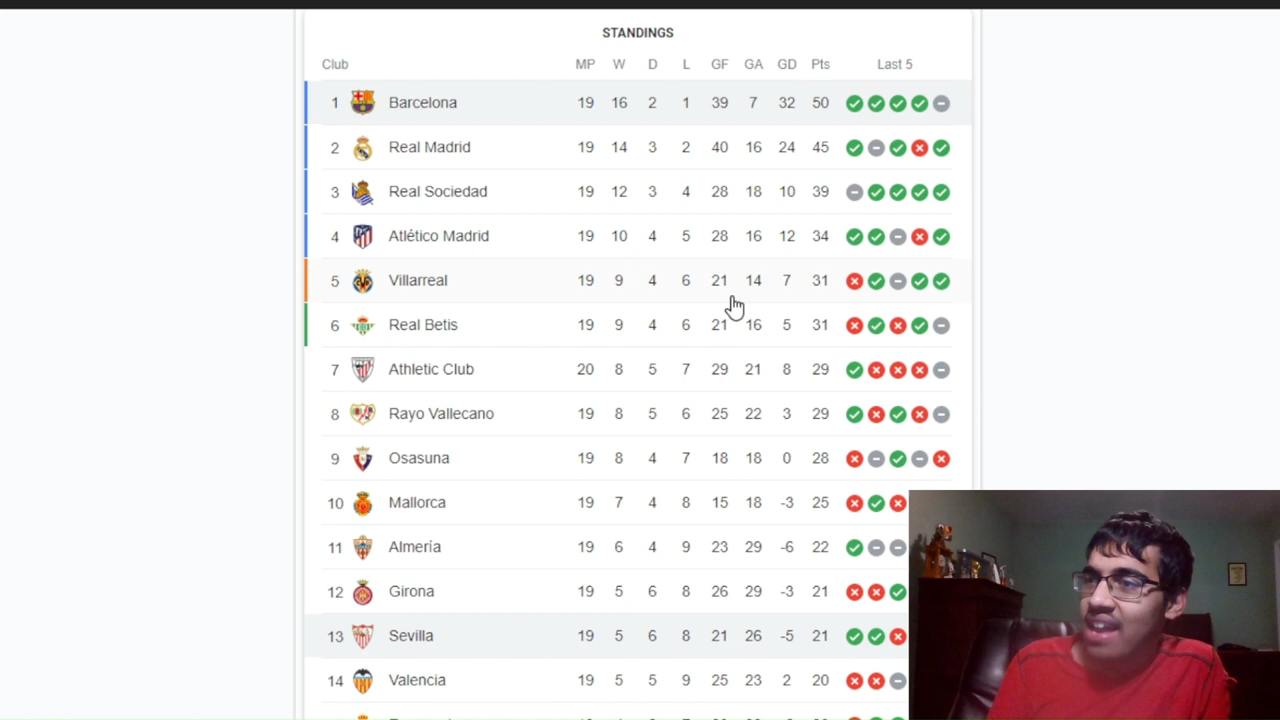 STANDINGS
Club MP W D L GF GA GD Pts Last 5
1 Barcelona 19 16 2 1 39 7 32 50
2 Real Madrid 19 14 3 2 40 16 24 45
3 Real Sociedad 19 12 3 4 28 18 10 39
4 Atlético Madrid 19 10 4 5 28 16 12 34
5 Villarreal 19 9 4 6 21 14 7 31
6 Real Betis 19 9 4 6 21 16 5 31
7 Athletic Club 20 8 5 7 29 21 8 29
8 Rayo Vallecano 19 8 5 6 25 22 3 29
9 Osasuna 19 8 4 7 18 18 0 28
10 Mallorca 19 7 4 8 15 18 -3 25
11 Almería 19 6 4 9 23 29 -6 22
12 Girona 19 5 6 8 26 29 -3 21
13 Sevilla 19 5 6 8 21 26 -5 21
14 Valencia 19 5 5 9 25 23 2 20